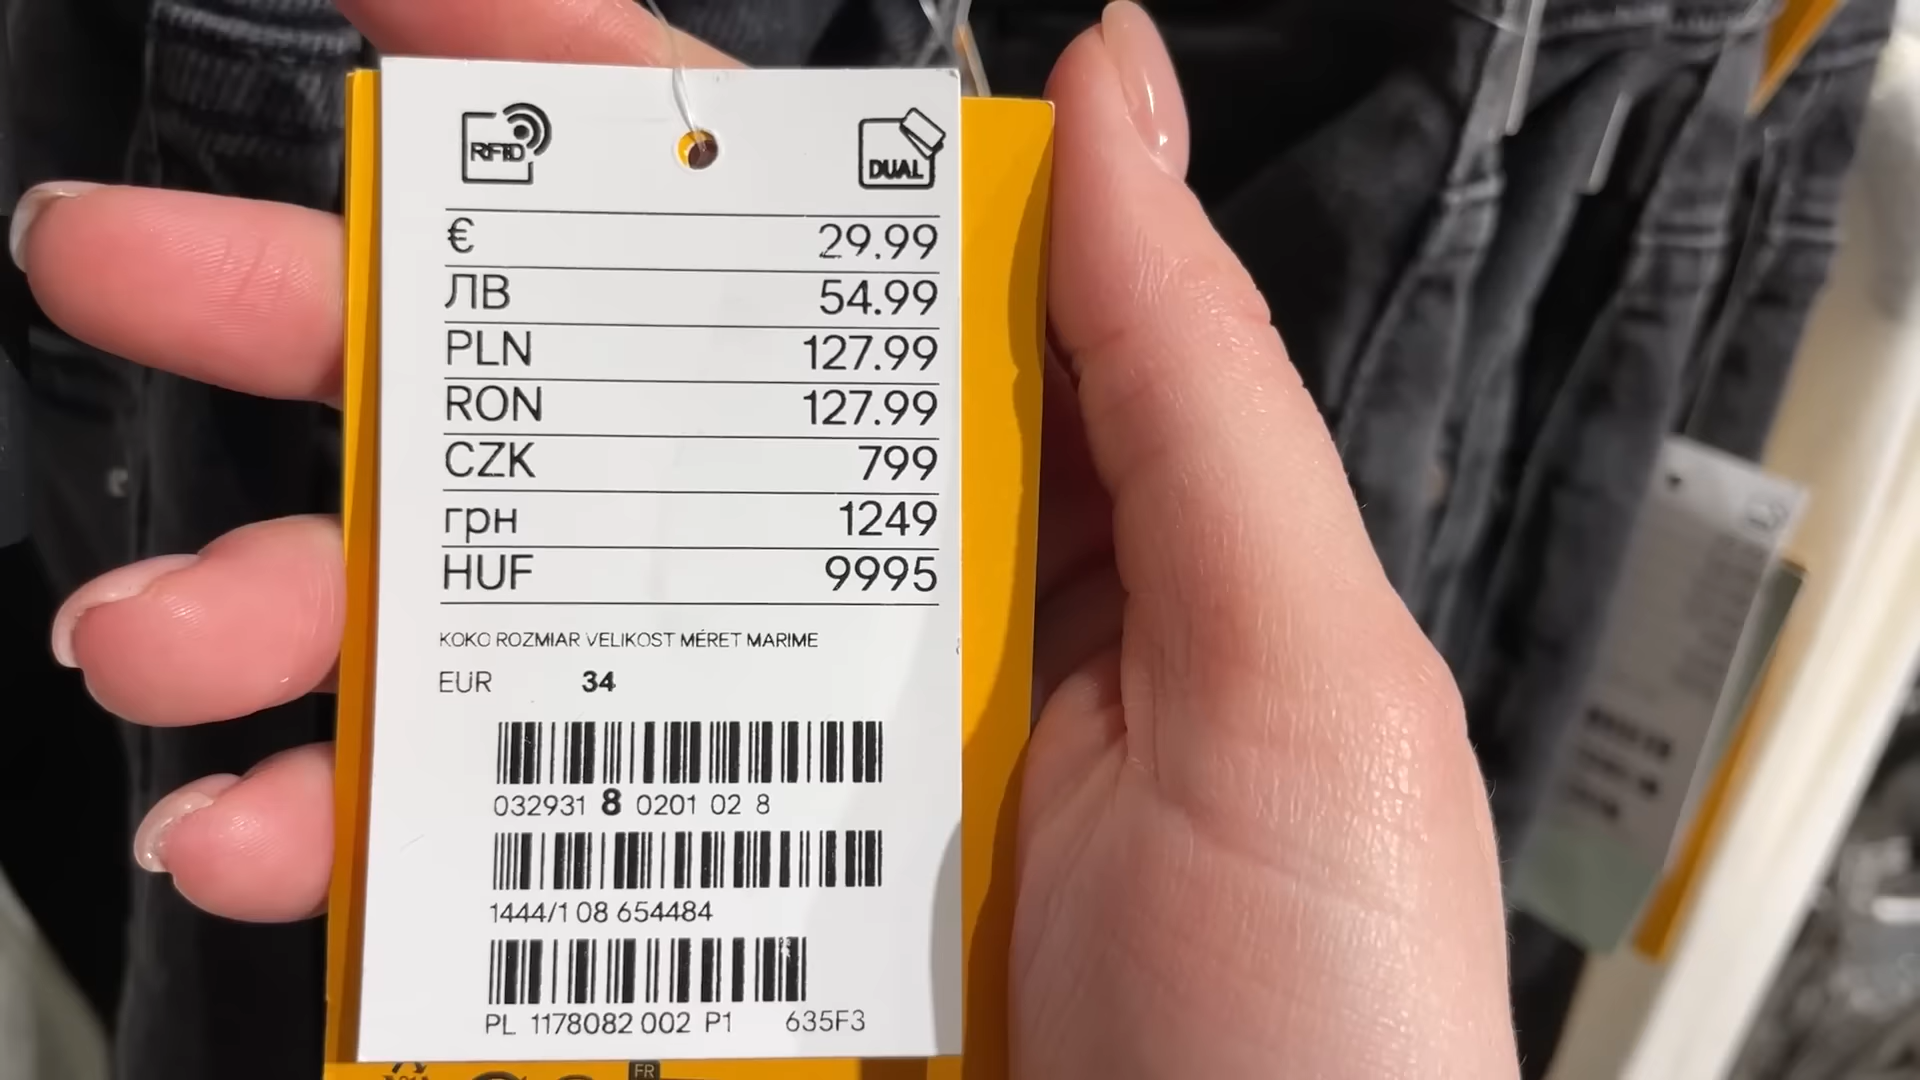 RFID
DUAL
€ 29.99
ЛВ 54.99
PLN 127.99
RON 127.99
CZK 799
грн 1249
HUF 9995
KOKO ROZMIAR VELIKOST MÉRET MARIME
EUR 34
032931 8 0201 02 8
1444/1 08 654484
PL 1178082 002 P1 635F3
FR